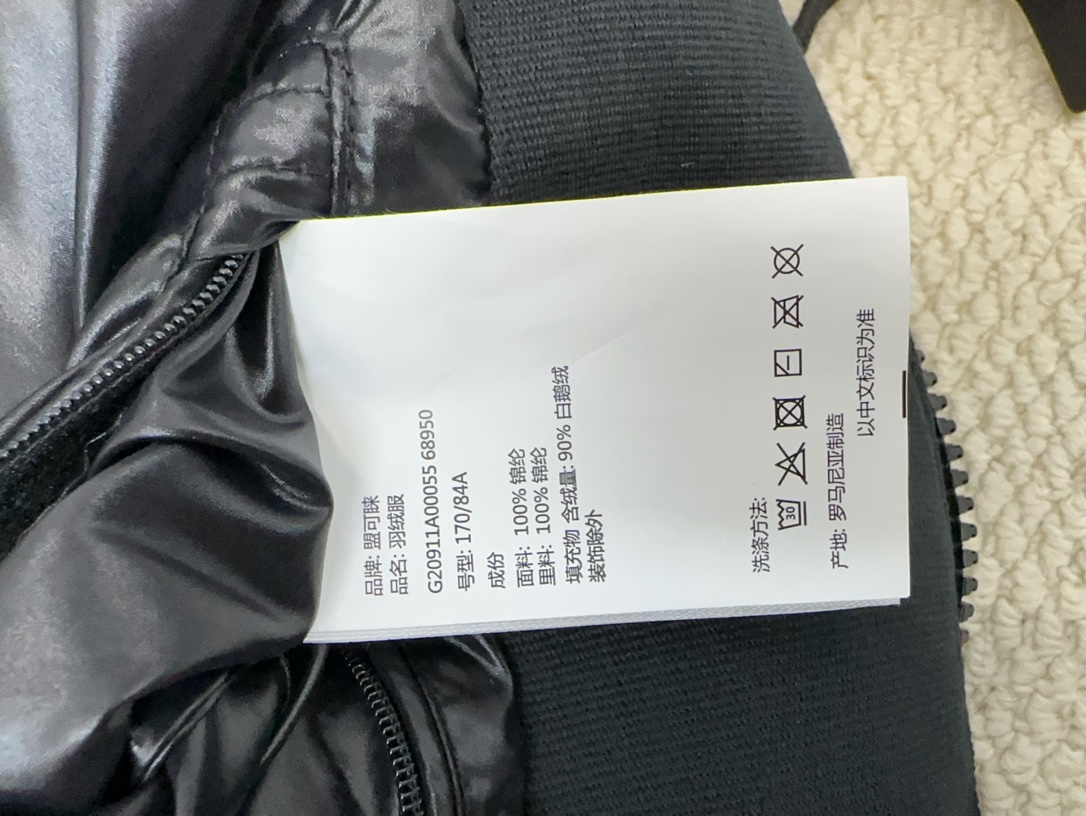 品牌: 盟可睐
品名: 羽绒服
G20911A00055 68950
号型: 170/84A
成份
面料: 100% 锦纶
里料: 100% 锦纶
填充物 含绒量: 90% 白鹅绒
装饰除外
洗涤方法:
30
产地: 罗马尼亚制造
以中文标识为准